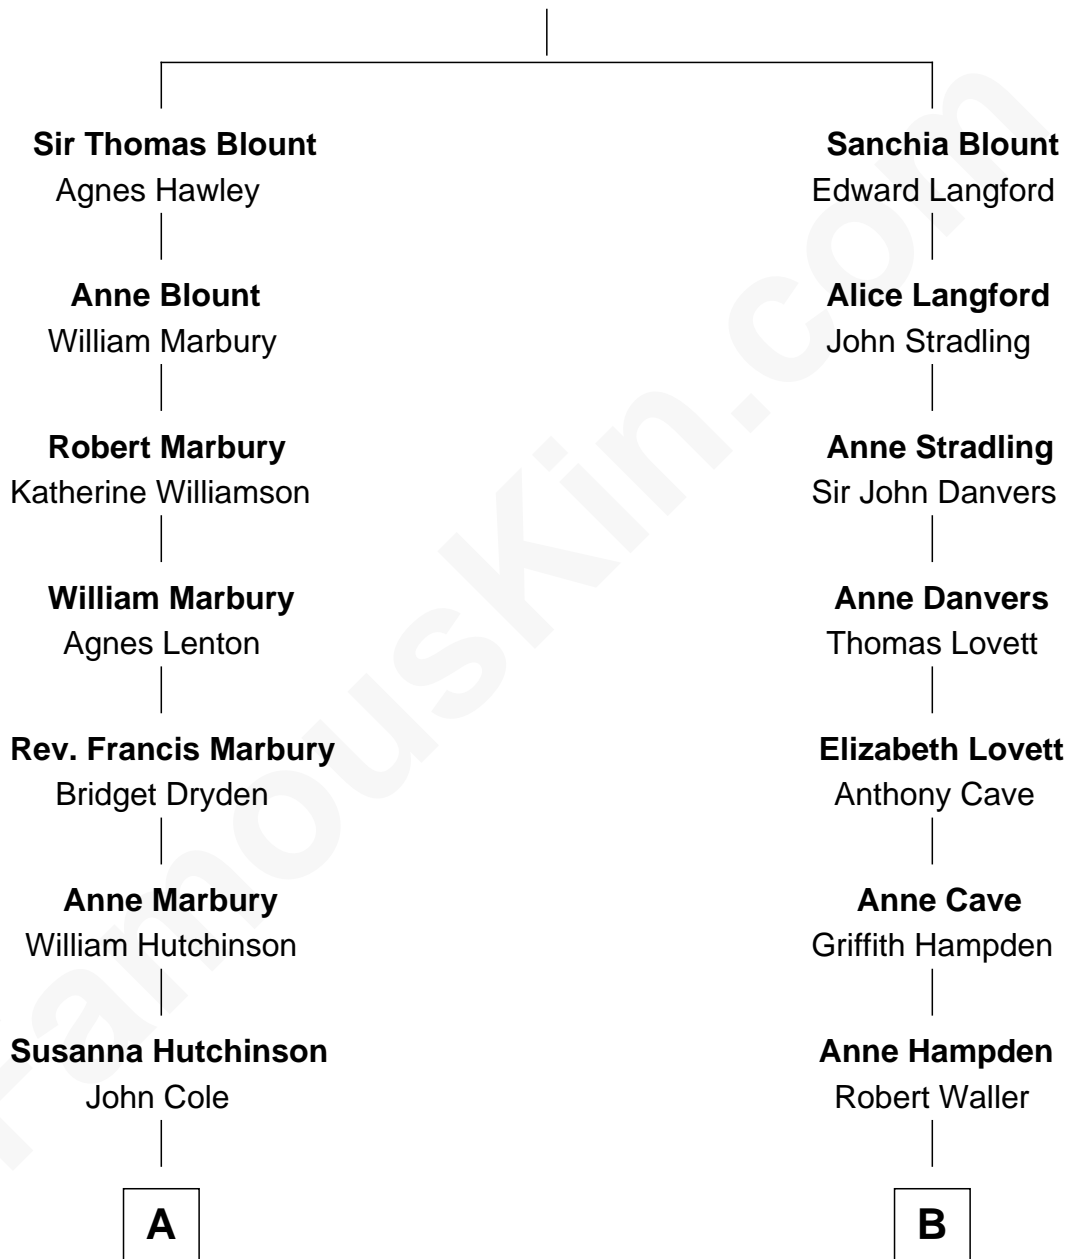 Sir Thomas Blount
Agnes Hawley
Anne Blount
William Marbury
Robert Marbury
Katherine Williamson
William Marbury
Agnes Lenton
Rev. Francis Marbury
Bridget Dryden
Anne Marbury
William Hutchinson
Susanna Hutchinson
John Cole
A
Sanchia Blount
Edward Langford
Alice Langford
John Stradling
Anne Stradling
Sir John Danvers
Anne Danvers
Thomas Lovett
Elizabeth Lovett
Anthony Cave
Anne Cave
Griffith Hampden
Anne Hampden
Robert Waller
B
FamousKin.com